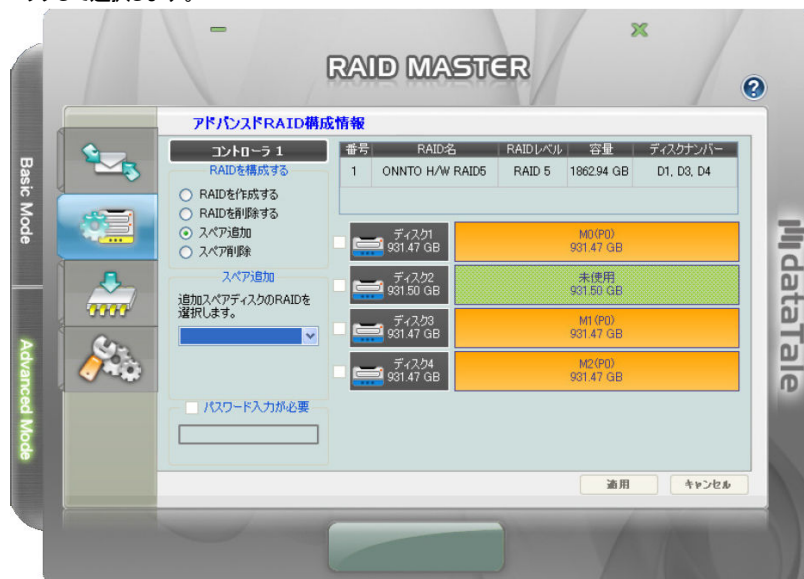 して選択します。
RAID MASTER
?
アドバンスドRAID構成情報
Basic Mode
Advanced Mode
コントローラ 1
RAIDを構成する
RAIDを作成する
RAIDを削除する
スペア追加
スペア削除
スペア追加
追加スペアディスクのRAIDを
選択します。
パスワード入力が必要
番号 RAID名 RAIDレベル 容量 ディスクナンバー
1 ONNTO H/W RAID5 RAID 5 1862.94 GB D1, D3, D4
ディスク1 M0(P0)
931.47 GB 931.47 GB
ディスク2 未使用
931.50 GB 931.50 GB
ディスク3 M1(P0)
931.47 GB 931.47 GB
ディスク4 M2(P0)
931.47 GB 931.47 GB
適用 キャンセル
dataTale